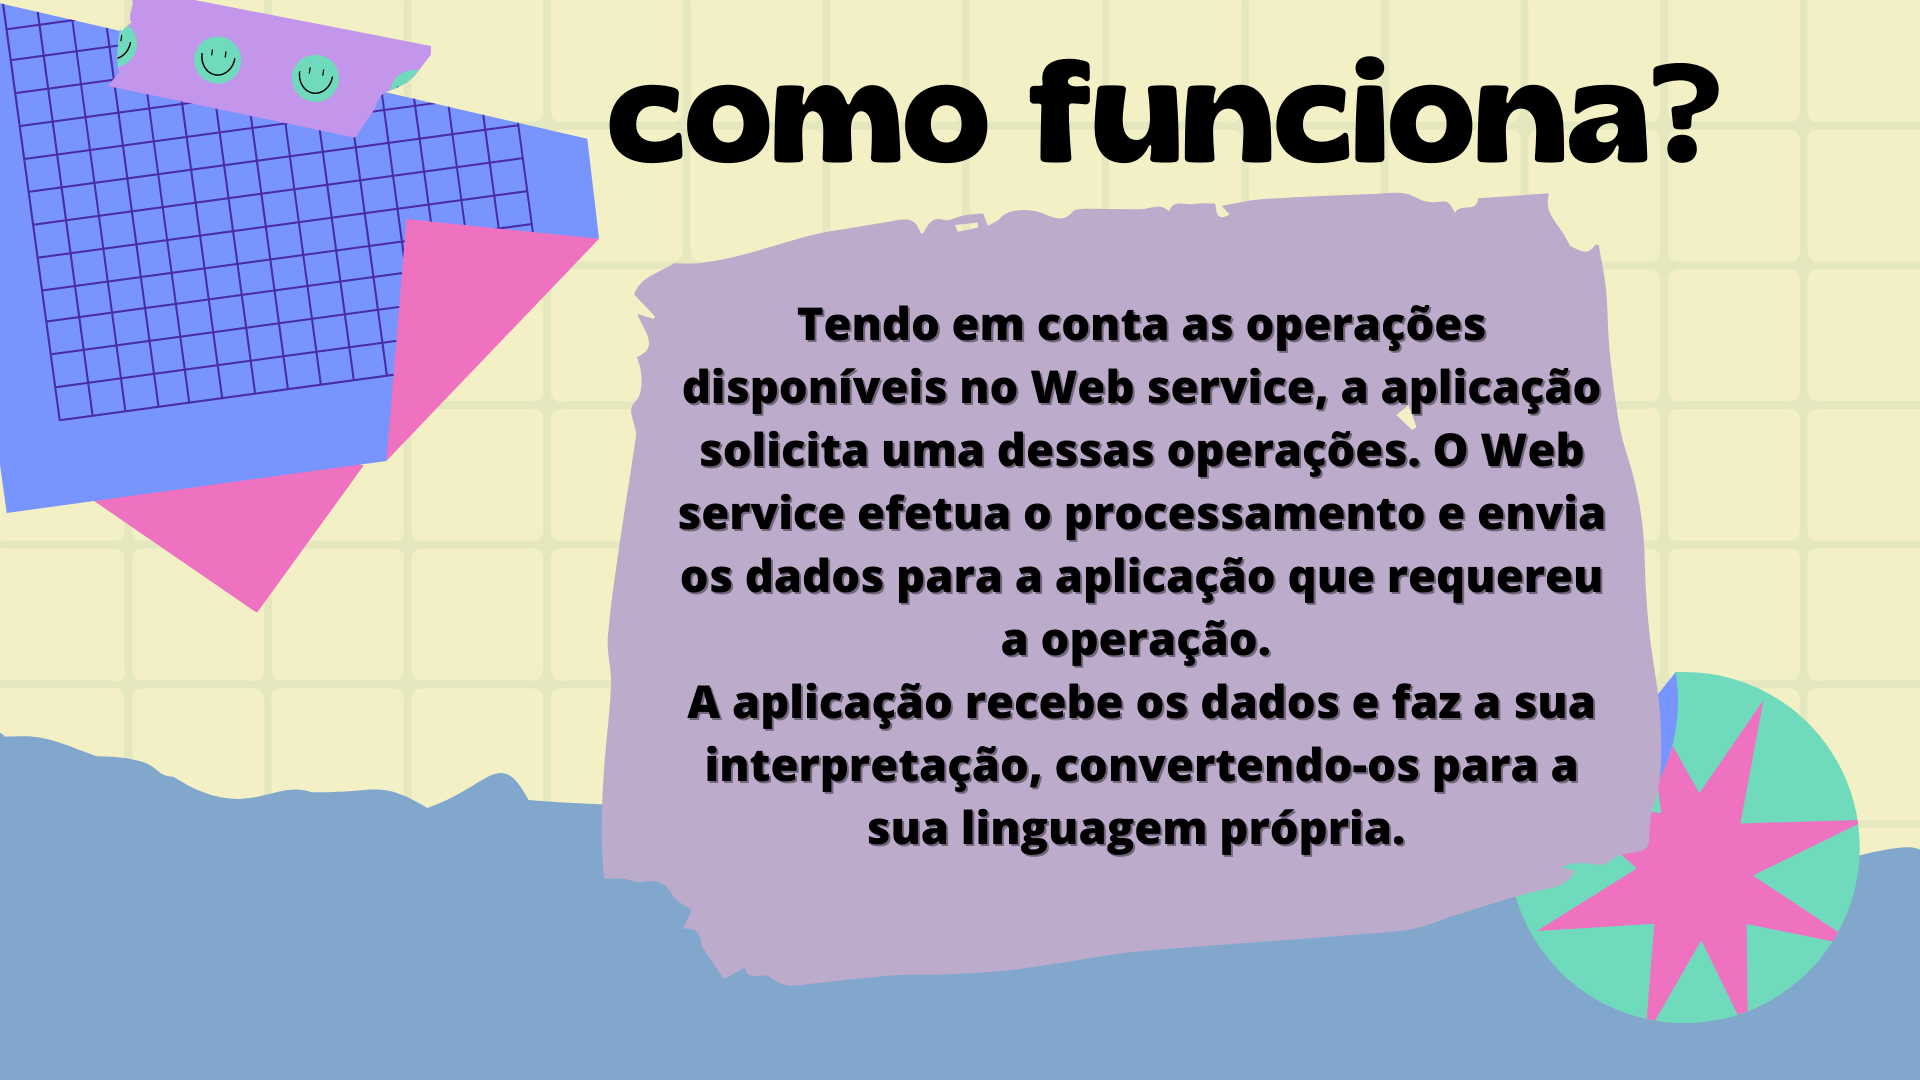 como funciona?
Tendo em conta as operações
disponíveis no Web service, a aplicação
solicita uma dessas operações. O Web
service efetua o processamento e envia
os dados para a aplicação que requereu
a operação.
A aplicação recebe os dados e faz a sua
interpretação, convertendo-os para a
sua linguagem própria.